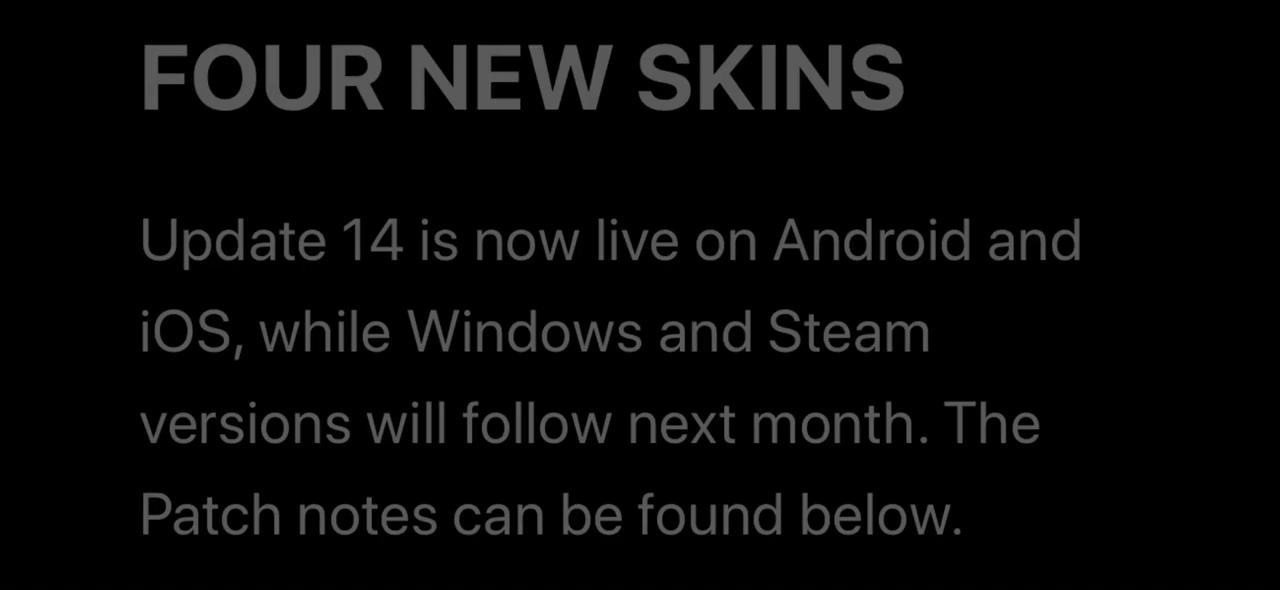 FOUR NEW SKINS
Update 14 is now live on Android and
iOS, while Windows and Steam
versions will follow next month. The
Patch notes can be found below.